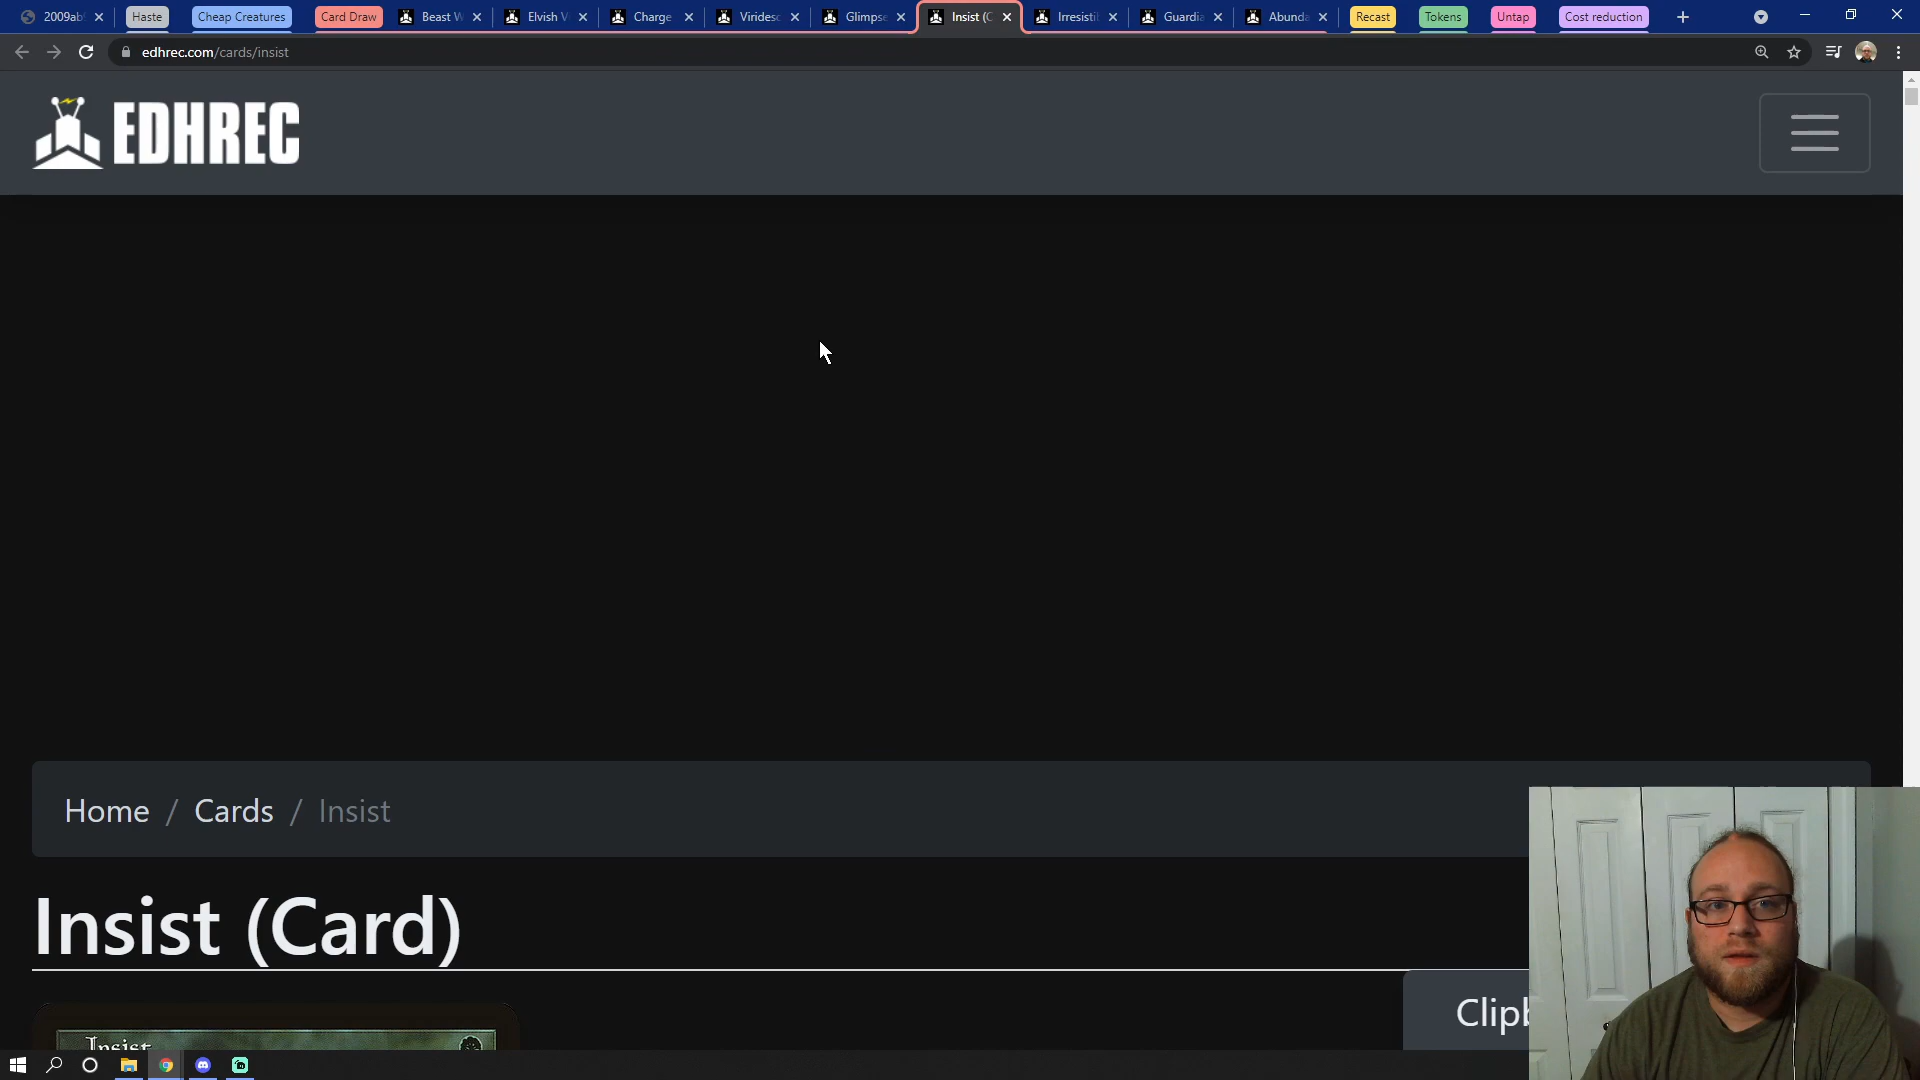 2009ab
Haste
Cheap Creatures
Card Draw
Beast W
Elvish V
Charge
Viridesc
Glimpse
Insist (C
Irresisti
Guardia
Abunda
Recast
Tokens
Untap
Cost reduction
edhrec.com/cards/insist
EDHREC
Home / Cards / Insist
Insist (Card)
Clipb
Insist